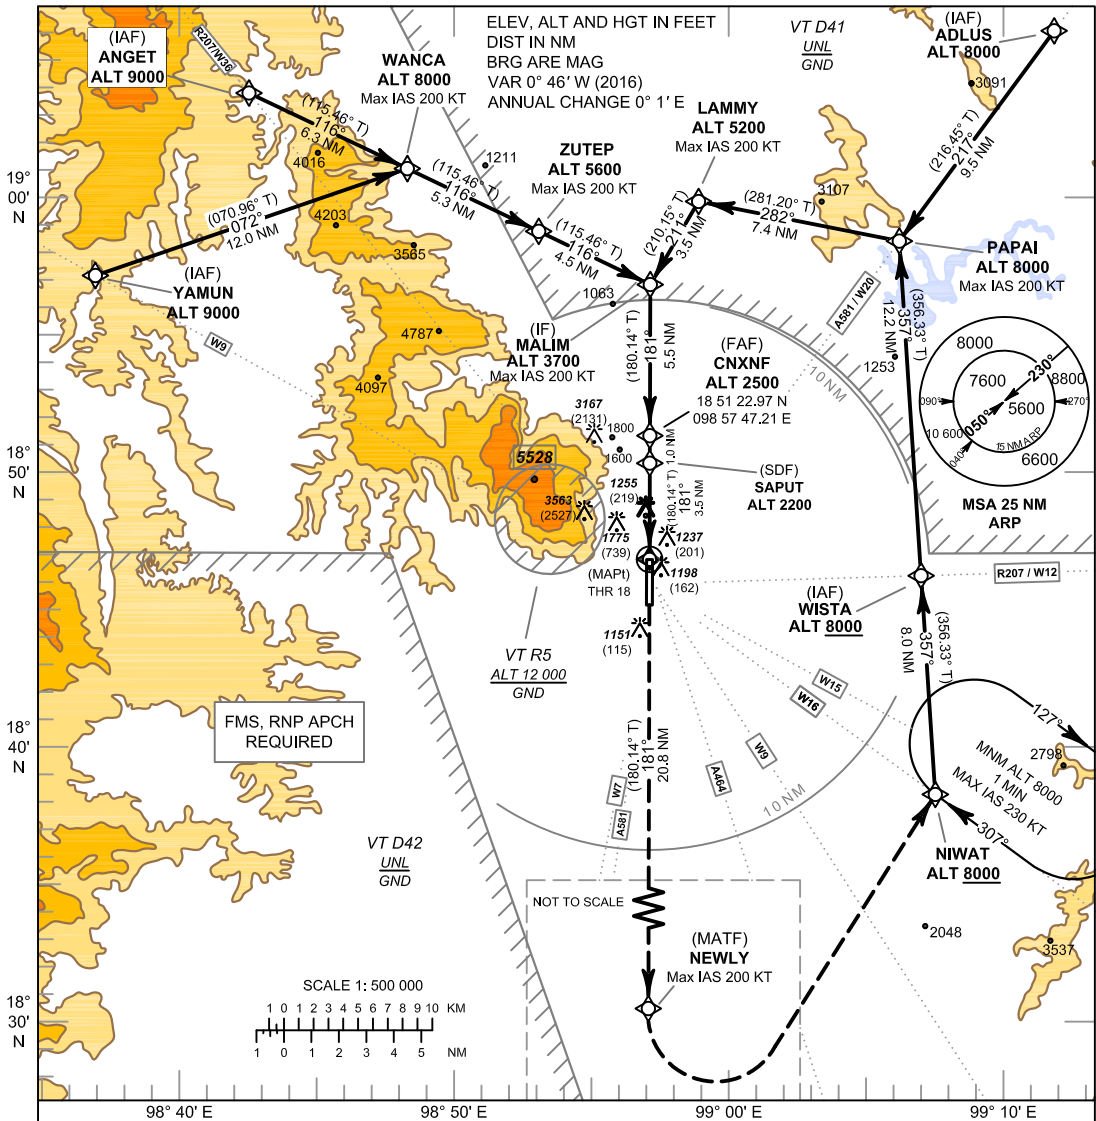 ELEV, ALT AND HGT IN FEET
DIST IN NM
BRG ARE MAG
VAR 0° 46' W (2016)
ANNUAL CHANGE 0° 1' E
(IAF)
ANGET
ALT 9000
R207/W36
WANCA
ALT 8000
Max IAS 200 KT
VT D41
UNL
GND
(IAF)
ADLUS
ALT 8000
3091
(115.46° T)
116°
6.3 NM
4016
LAMMY
ALT 5200
Max IAS 200 KT
ZUTEP
ALT 5600
Max IAS 200 KT
1211
(115.46° T)
116°
5.3 NM
(216.45° T)
217°
9.5 NM
19°
00'
N
3107
(281.20° T)
282°
7.4 NM
(070.96° T)
072°
12.0 NM
4203
3565
(115.46° T)
116°
4.5 NM
(210.15° T)
211°
3.5 NM
PAPAI
ALT 8000
Max IAS 200 KT
(IAF)
YAMUN
ALT 9000
1063
A581 / W20
(356.33° T)
357°
12.2 NM
W9
4787
(IF)
MALIM
ALT 3700
Max IAS 200 KT
(180.14° T)
181°
5.5 NM
(FAF)
CNXNF
ALT 2500
18 51 22.97 N
098 57 47.21 E
10 NM
1253
4097
8000
7600
230°
8800
090°
270°
5600
050°
10 600
15 NM ARP
040°
6600
MSA 25 NM
ARP
3167
(2131)
1800
1600
1.0 NM
5528
18°
50'
N
(SDF)
SAPUT
ALT 2200
1255
(219)
(180.14° T)
181°
3.5 NM
3563
(2527)
1775
(739)
1237
(201)
(MAPt)
THR 18
1198
(162)
R207 / W12
(IAF)
WISTA
ALT 8000
1151
(115)
VT R5
ALT 12 000
GND
(356.33° T)
357°
8.0 NM
W15
W16
FMS, RNP APCH
REQUIRED
18°
40'
N
(180.14° T)
181°
20.8 NM
W9
A464
W7
A581
10 NM
127°
2798
MNM ALT 8000
1 MIN
MAX IAS 230 KT
307°
NIWAT
ALT 8000
VT D42
UNL
GND
NOT TO SCALE
(MATF)
NEWLY
Max IAS 200 KT
2048
3537
SCALE 1: 500 000
1 0 1 2 3 4 5 6 7 8 9 10 KM
1 0 1 2 3 4 5 NM
18°
30'
N
98° 40' E
98° 50' E
99° 00' E
99° 10' E